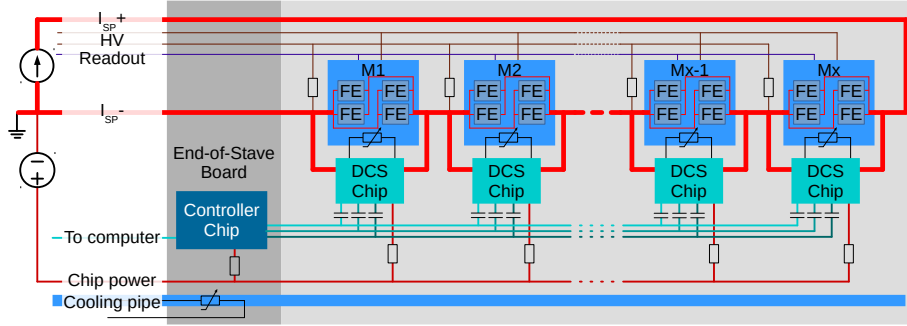 I_SP+
HV
Readout
M1 M2 Mx-1 Mx
FE FE FE FE FE FE FE FE
FE FE FE FE FE FE FE FE
I_SP-
End-of-Stave
Board
DCS DCS DCS DCS
Chip Chip Chip Chip
Controller
Chip
To computer
Chip power
Cooling pipe